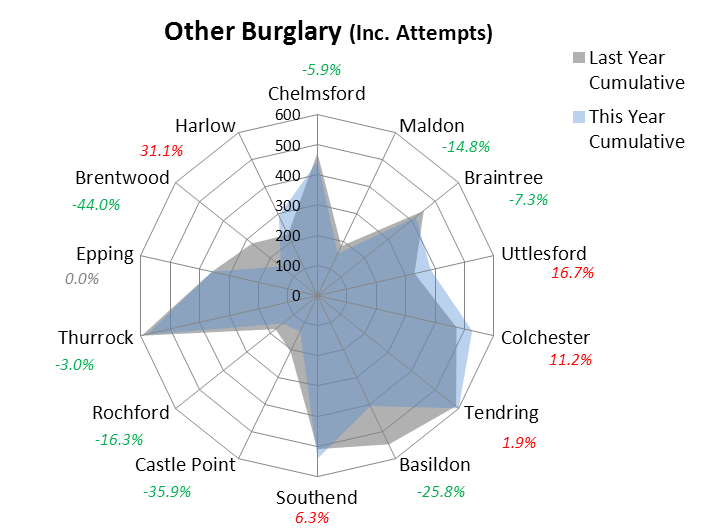 Other Burglary (Inc. Attempts)
Last Year
Cumulative
This Year
Cumulative
-5.9%
Chelmsford
Maldon
-14.8%
Braintree
-7.3%
Uttlesford
16.7%
Colchester
11.2%
Tendring
1.9%
Basildon
-25.8%
Southend
6.3%
Castle Point
-35.9%
Rochford
-16.3%
Thurrock
-3.0%
Epping
0.0%
Brentwood
-44.0%
Harlow
31.1%
600
500
400
300
200
100
0